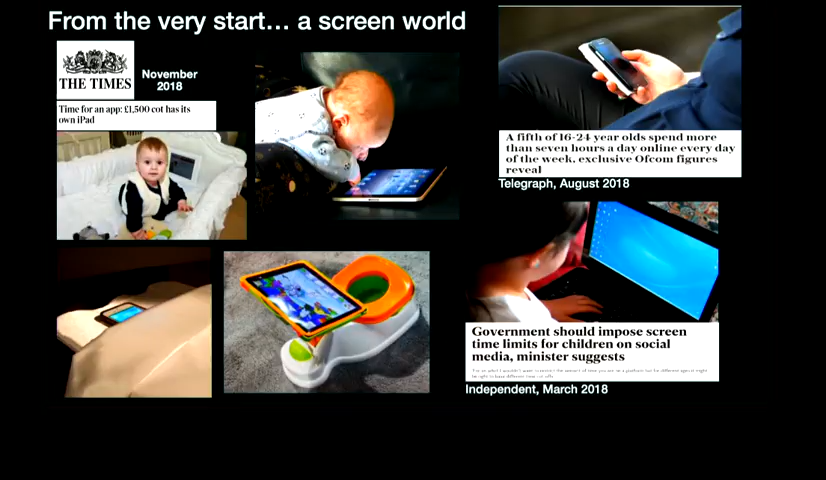 From the very start... a screen world
THE TIMES
November
2018
Time for an app: £1,500 cot has its
own iPad
A fifth of 16-24 year olds spend more
than seven hours a day online every day
of the week, exclusive Ofcom figures
reveal
Telegraph, August 2018
Government should impose screen
time limits for children on social
media, minister suggests
Independent, March 2018